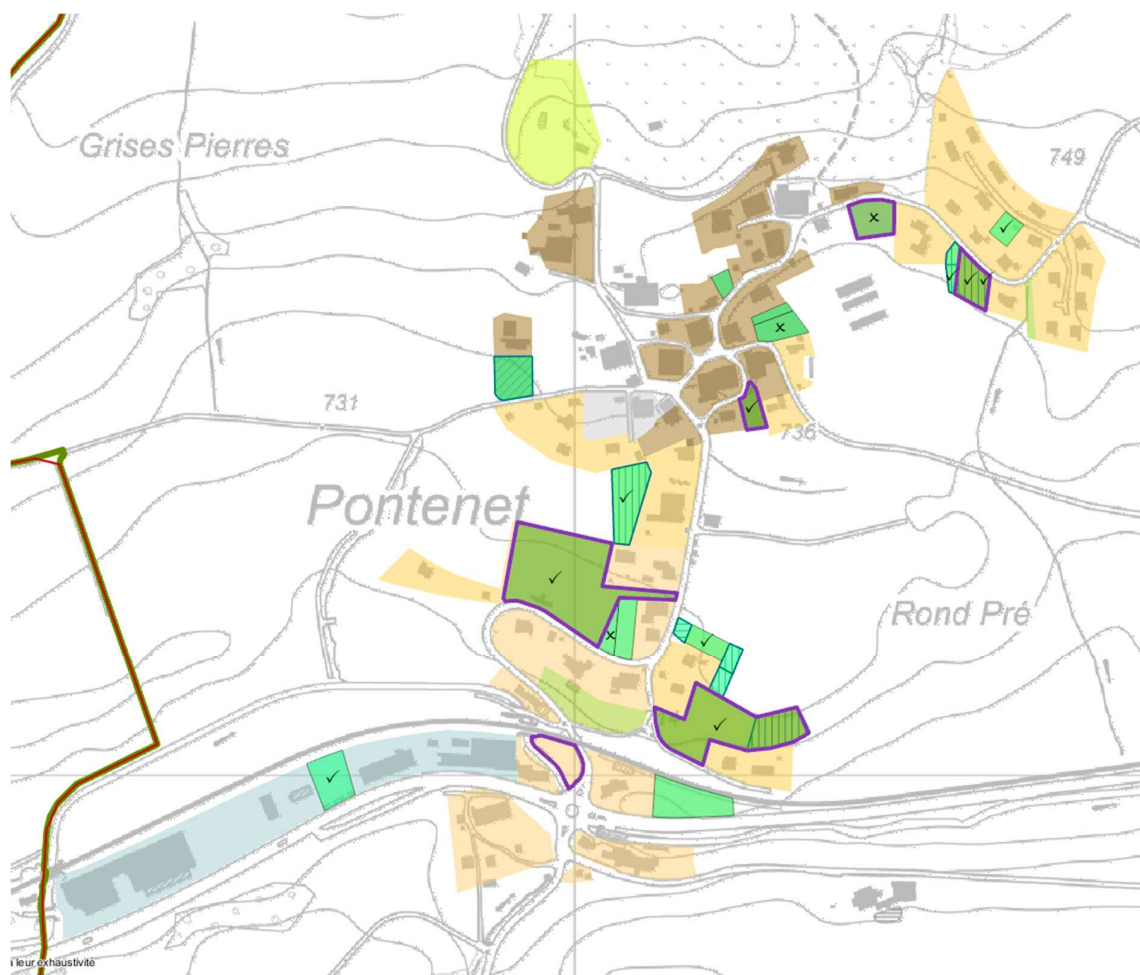 Grises Pierres
749
731
736
Pontenet
Rond Pré
à leur exhaustivité